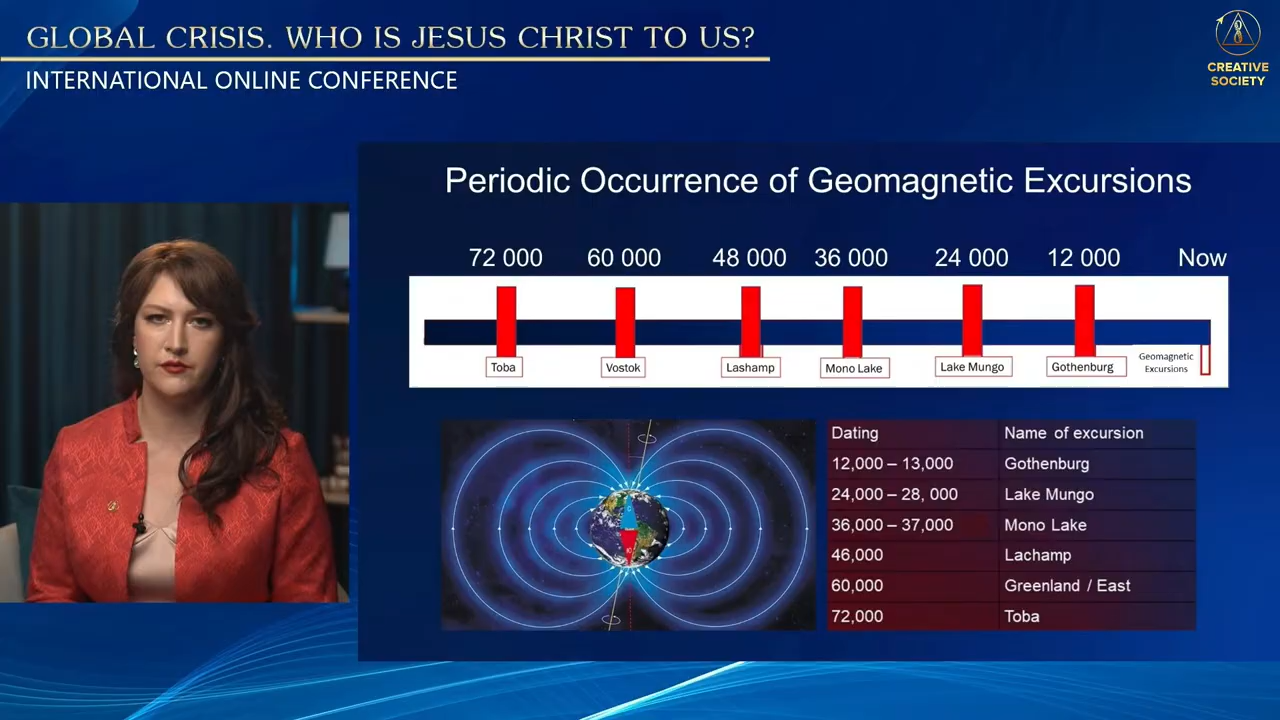 GLOBAL CRISIS. WHO IS JESUS CHRIST TO US?
INTERNATIONAL ONLINE CONFERENCE
CREATIVE
SOCIETY
Periodic Occurrence of Geomagnetic Excursions
72 000 60 000 48 000 36 000 24 000 12 000 Now
Toba Vostok Lashamp Mono Lake Lake Mungo Gothenburg
Geomagnetic
Excursions
Dating Name of excursion
12,000 – 13,000 Gothenburg
24,000 – 28, 000 Lake Mungo
36,000 – 37,000 Mono Lake
46,000 Lachamp
60,000 Greenland / East
72,000 Toba